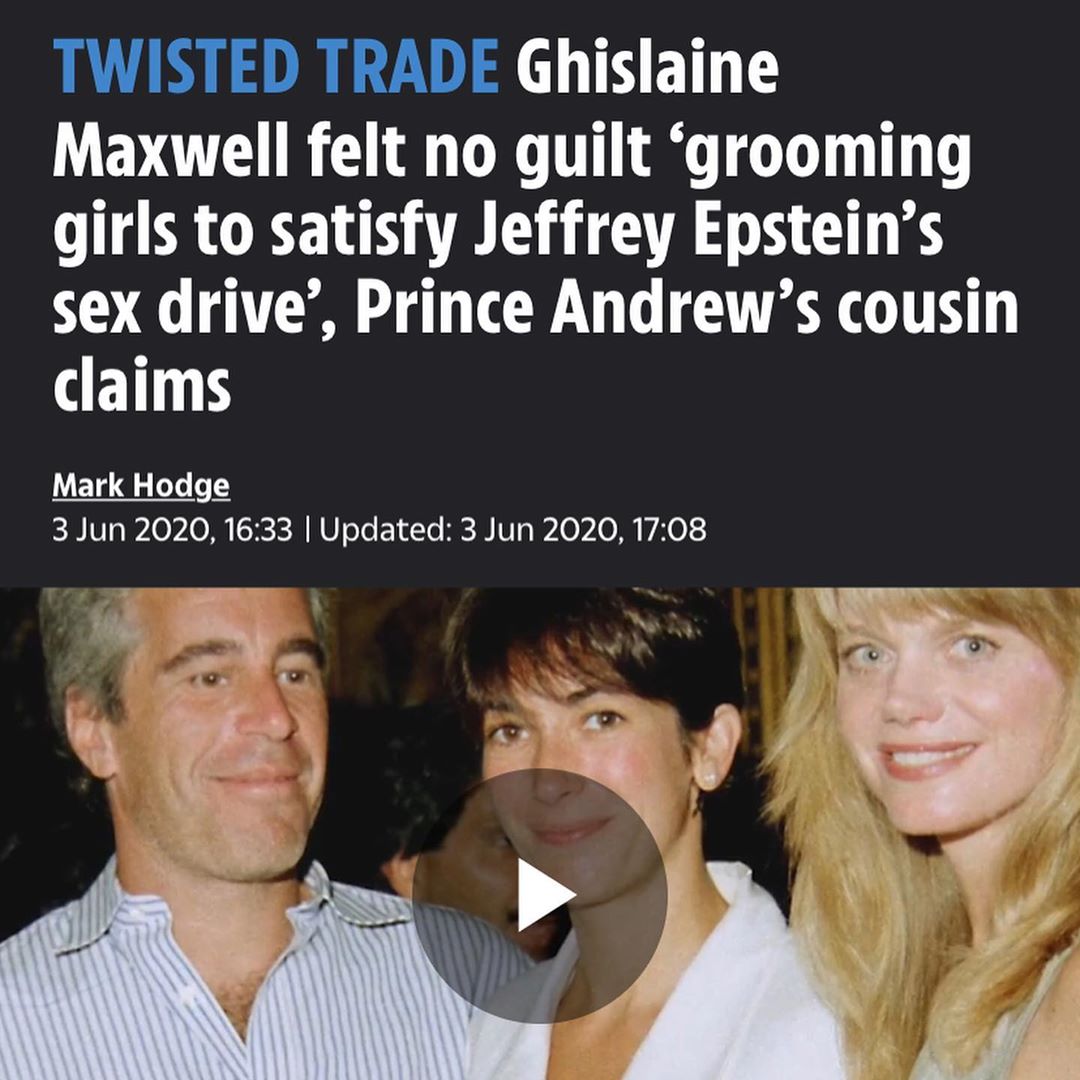 TWISTED TRADE Ghislaine
Maxwell felt no guilt ‘grooming
girls to satisfy Jeffrey Epstein’s
sex drive’, Prince Andrew’s cousin
claims
Mark Hodge
3 Jun 2020, 16:33 | Updated: 3 Jun 2020, 17:08